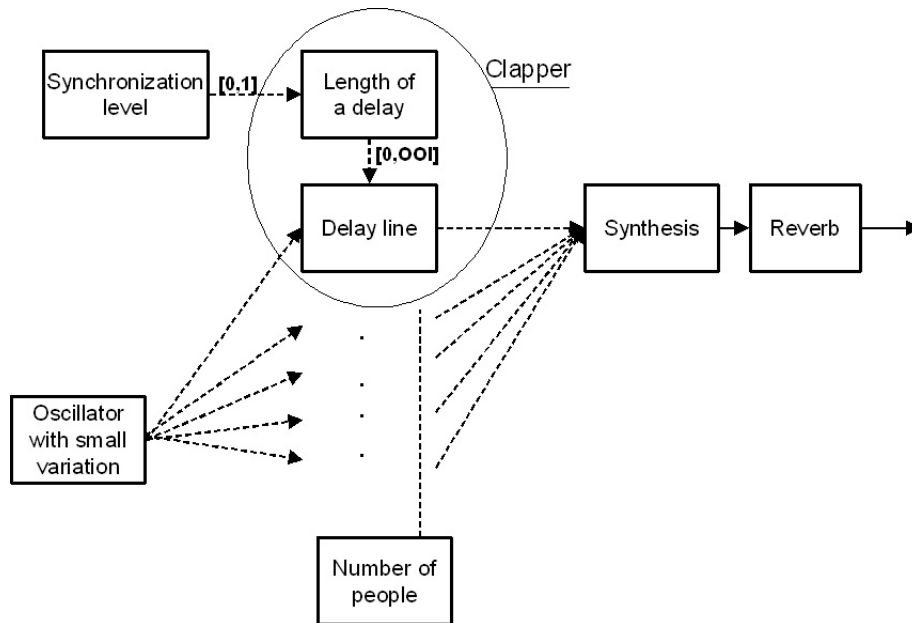 Synchronization
level
[0,1]
Length of
a delay
Clapper
[0,OOI]
Delay line
Synthesis
Reverb
Oscillator
with small
variation
Number of
people